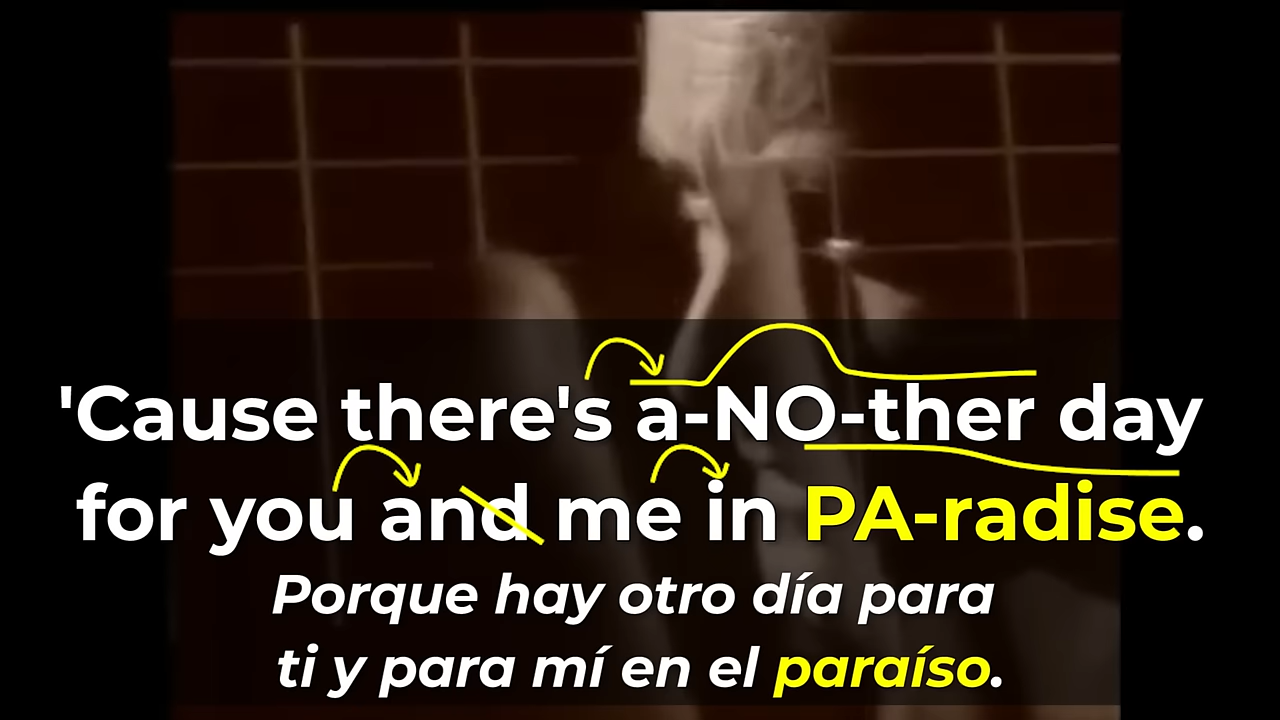 'Cause there's a-NO-ther day
for you and me in PA-radise.
Porque hay otro día para
ti y para mí en el paraíso.